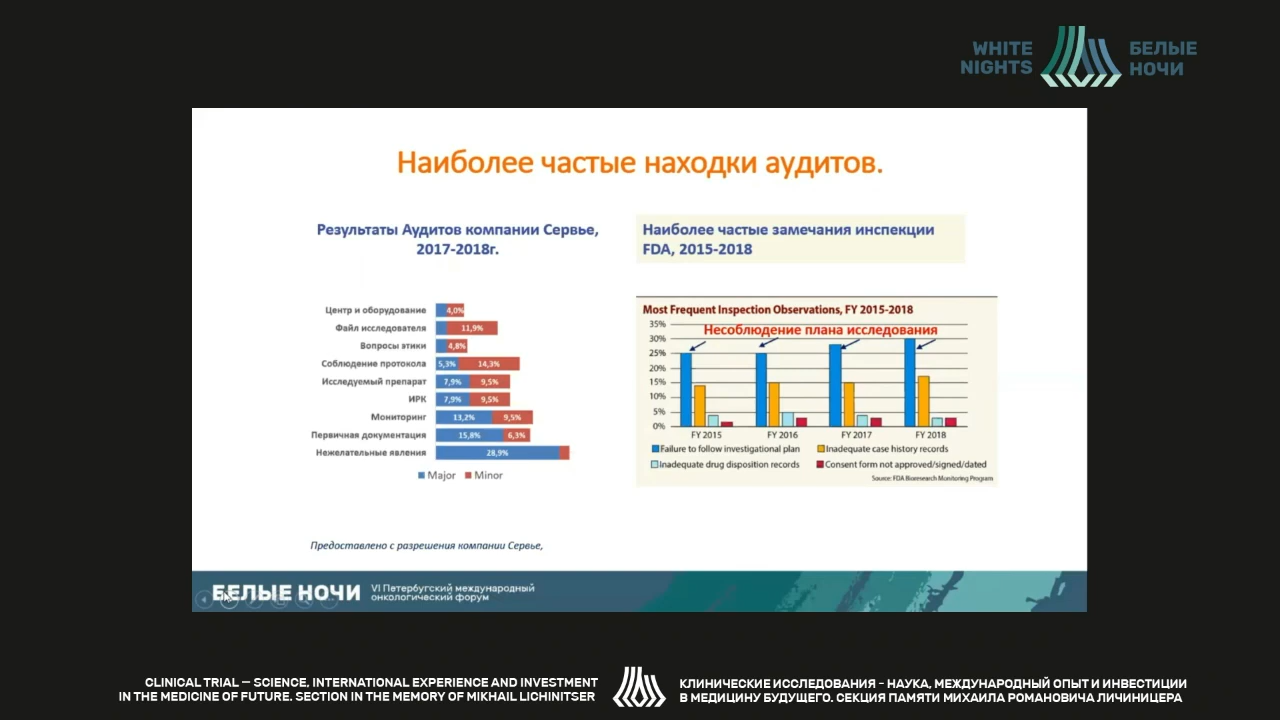 WHITE
NIGHTS
БЕЛЫЕ
НОЧИ
Наиболее частые находки аудитов.
Результаты Аудитов компании Сервье,
2017-2018г.
Центр и оборудование 4,0%
Файл исследователя 11,9%
Вопросы этики 4,8%
Соблюдение протокола 5,3% 14,3%
Исследуемый препарат 7,9% 9,5%
ИРК 7,9% 9,5%
Мониторинг 13,2% 9,5%
Первичная документация 15,8% 6,3%
Нежелательные явления 28,9%
Major Minor
Предоставлено с разрешения компании Сервье,
Наиболее частые замечания инспекции
FDA, 2015-2018
Most Frequent Inspection Observations, FY 2015-2018
Несоблюдение плана исследования
35%
30%
25%
20%
15%
10%
5%
0%
FY 2015 FY 2016 FY 2017 FY 2018
Failure to follow investigational plan Inadequate case history records
Inadequate drug disposition records Consent form not approved/signed/dated
Source: FDA Bioresearch Monitoring Program
БЕЛЫЕ НОЧИ
VI Петербугский международный
онкологический форум
CLINICAL TRIAL – SCIENCE, INTERNATIONAL EXPERIENCE AND INVESTMENT
IN THE MEDICINE OF FUTURE. SECTION IN THE MEMORY OF MIKHAIL LICHINITSER
КЛИНИЧЕСКИЕ ИССЛЕДОВАНИЯ - НАУКА, МЕЖДУНАРОДНЫЙ ОПЫТ И ИНВЕСТИЦИИ
В МЕДИЦИНУ БУДУЩЕГО. СЕКЦИЯ ПАМЯТИ МИХАИЛА РОМАНОВИЧА ЛИЧИНИЦЕРА